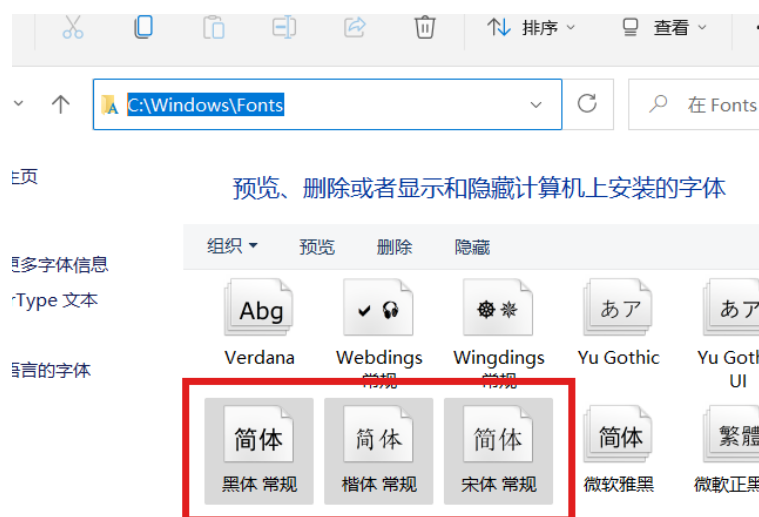 排序 查看
C:\Windows\Fonts
在 Fonts
主页
预览、删除或者显示和隐藏计算机上安装的字体
组织 预览 删除 隐藏
更多字体信息
Type 文本
语言的字体
Abg あア あア
Verdana Webdings 常规 Wingdings 常规 Yu Gothic Yu Goth UI
简体 简体 简体 简体 繁體
黑体 常规 楷体 常规 宋体 常规 微软雅黑 微軟正黑